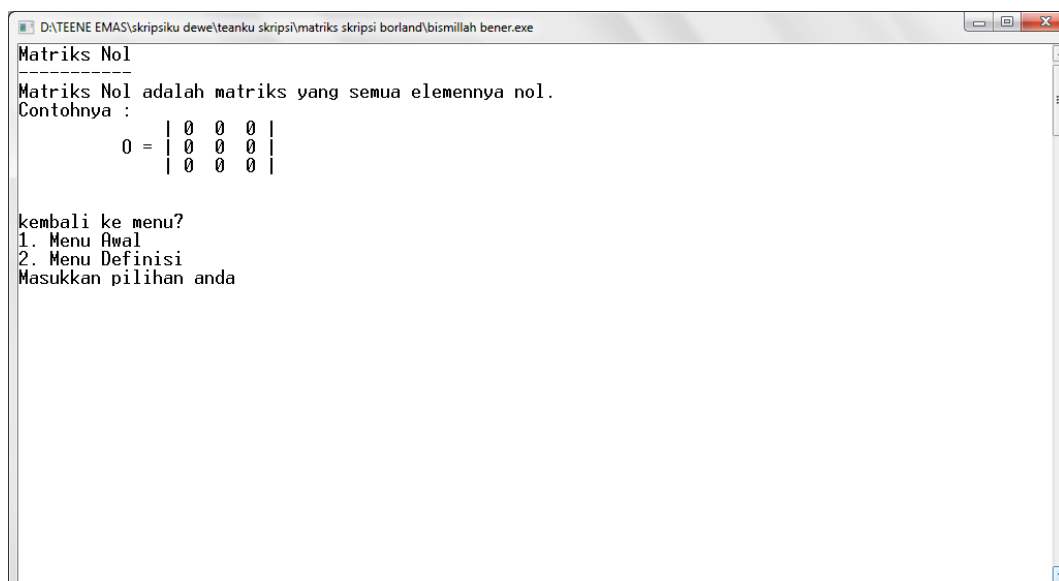 D:\TEENE EMAS\skripsiku dewe\teanku skripsi\matriks skripsi borland\bismillah bener.exe
Matriks Nol
-----------
Matriks Nol adalah matriks yang semua elemennya nol.
Contohnya :
| 0 0 0 |
O = | 0 0 0 |
| 0 0 0 |
kembali ke menu?
1. Menu Awal
2. Menu Definisi
Masukkan pilihan anda